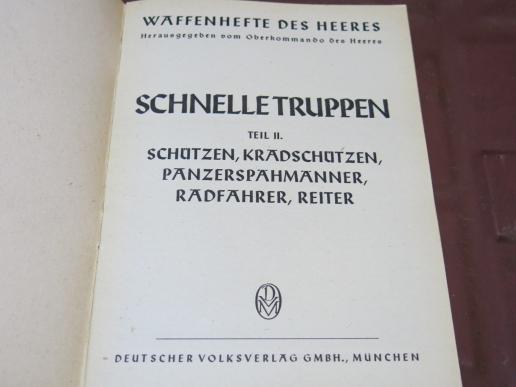 WAFFENHEFTE DES HEERES
Herausgegeben vom Oberkommando des Heeres
SCHNELLE TRUPPEN
TEIL II.
SCHÜTZEN, KRADSCHÜTZEN,
PANZERSPÄHMÄNNER,
RADFAHRER, REITER
DVM
DEUTSCHER VOLKSVERLAG GMBH., MÜNCHEN